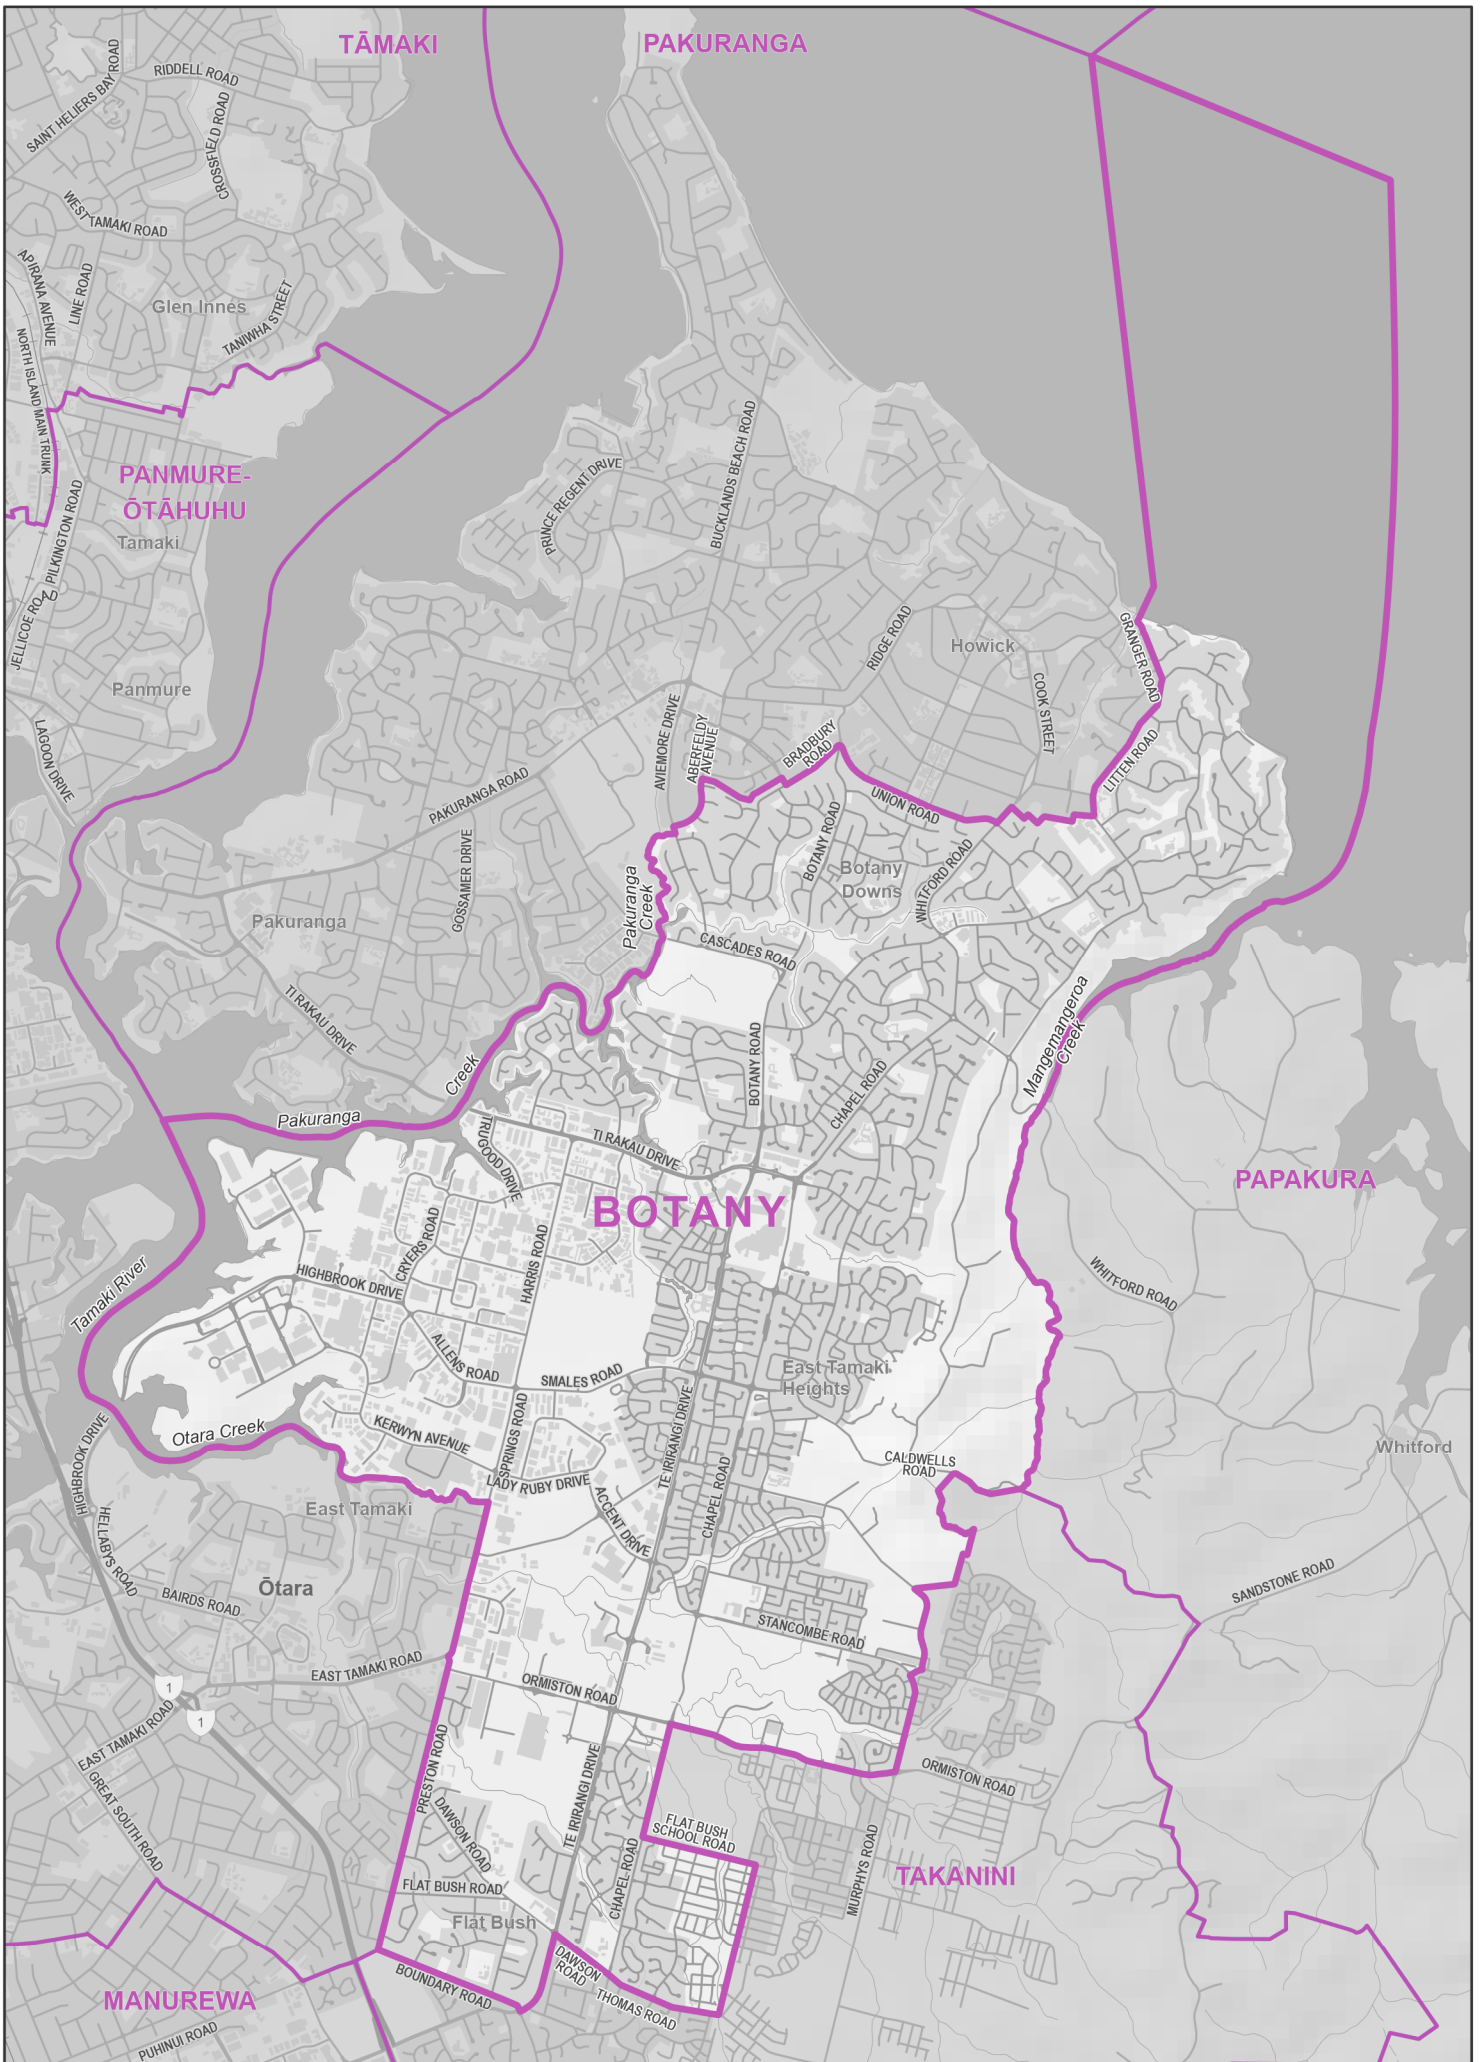 TĀMAKI
PAKURANGA
RIDDELL ROAD
SAINT HELIERS BAY ROAD
CROSSFIELD ROAD
WEST TAMAKI ROAD
APIRANA AVENUE
LINE ROAD
Glen Innes
TANIWHA STREET
NORTH ISLAND MAIN TRUNK
PANMURE-
ŌTĀHUHU
Tamaki
PILKINGTON ROAD
JELLICOE ROAD
Panmure
LAGOON DRIVE
PRINCE REGENT DRIVE
BUCKLANDS BEACH ROAD
RIDGE ROAD
Howick
GRANGER ROAD
COOK STREET
AVIEMORE DRIVE
ABERFELDY
AVENUE
BRADBURY
ROAD
UNION ROAD
LITTEN ROAD
PAKURANGA ROAD
GOSSAMER DRIVE
BOTANY ROAD
Botany
Downs
WHITFORD ROAD
Pakuranga
Creek
Pakuranga
CASCADES ROAD
TI RAKAU DRIVE
BOTANY ROAD
CHAPEL ROAD
Mangemangeroa
Creek
Creek
Pakuranga
TRUGOOD DRIVE
TI RAKAU DRIVE
BOTANY
PAPAKURA
CRYERS ROAD
HARRIS ROAD
HIGHBROOK DRIVE
Tamaki River
WHITFORD ROAD
ALLENS ROAD
SMALES ROAD
East Tamaki
Heights
TE IRIRANGI DRIVE
Otara Creek
KERWYN AVENUE
SPRINGS ROAD
LADY RUBY DRIVE
HIGHBROOK DRIVE
CALDWELLS
ROAD
Whitford
CHAPEL ROAD
ACCENT DRIVE
East Tamaki
HELLABYS ROAD
Ōtara
BAIRDS ROAD
SANDSTONE ROAD
STANCOMBE ROAD
EAST TAMAKI ROAD
ORMISTON ROAD
1
1
EAST TAMAKI ROAD
GREAT SOUTH ROAD
PRESTON ROAD
DAWSON ROAD
TE IRIRANGI DRIVE
ORMISTON ROAD
FLAT BUSH
SCHOOL ROAD
MURPHYS ROAD
TAKANINI
CHAPEL ROAD
FLAT BUSH ROAD
Flat Bush
DAWSON
ROAD
THOMAS ROAD
BOUNDARY ROAD
MANUREWA
PUHINUI ROAD